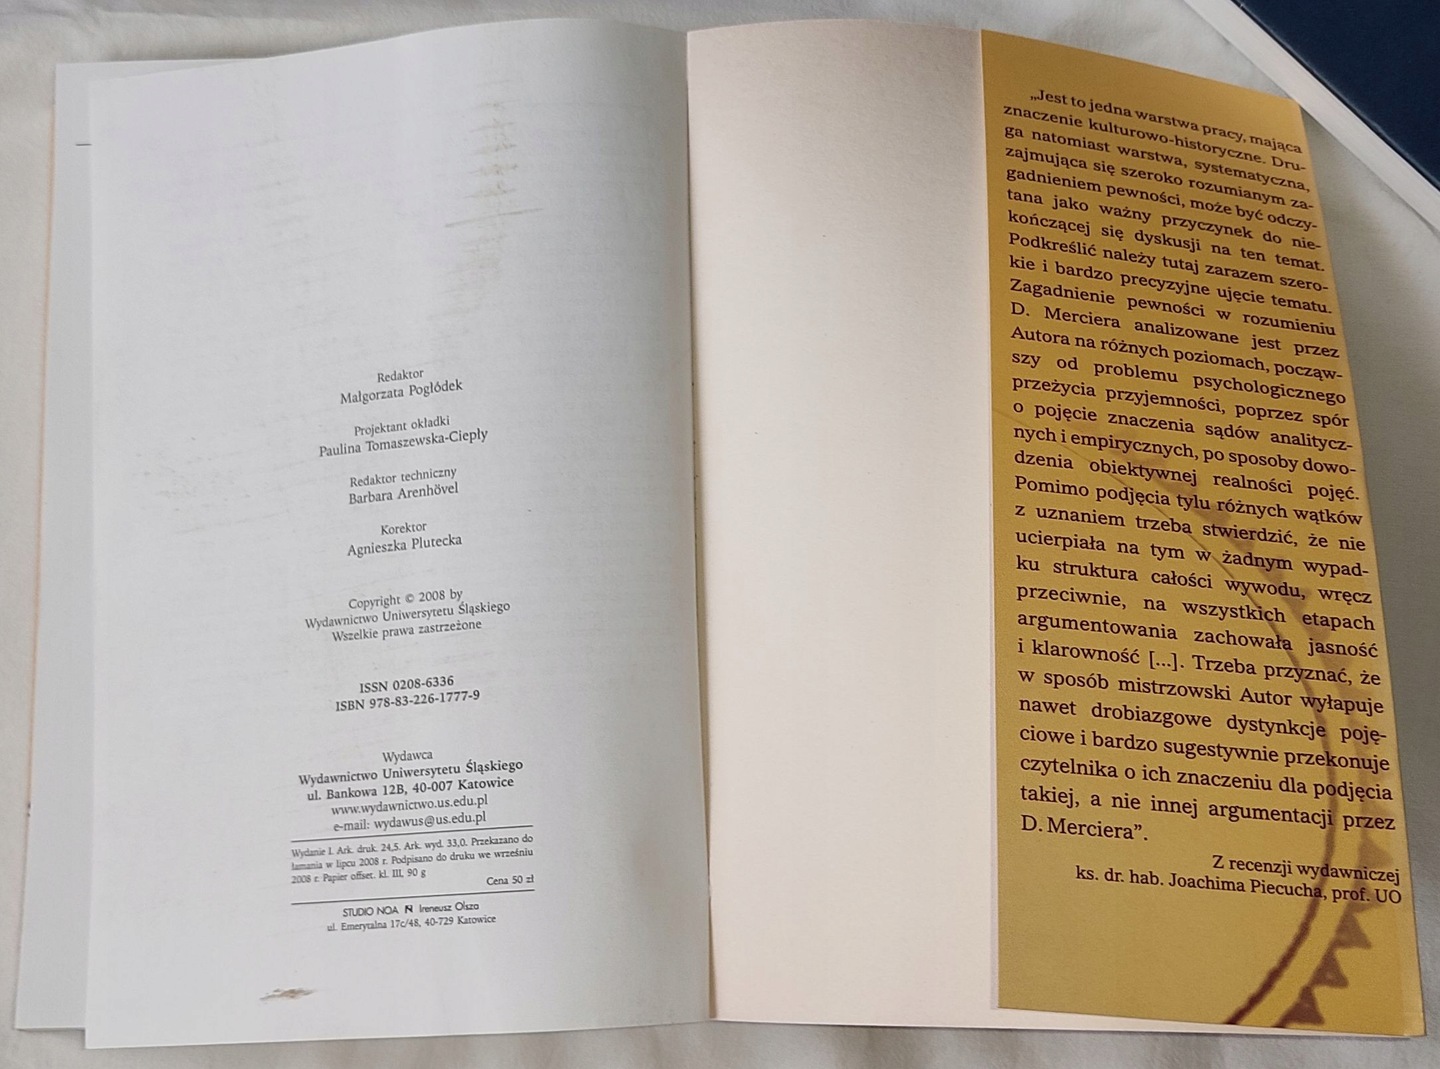 Redaktor
Małgorzata Pogłódek
Projektant okładki
Paulina Tomaszewska-Ciepły
Redaktor techniczny
Barbara Arenhövel
Korektor
Agnieszka Plutecka
Copyright © 2008 by
Wydawnictwo Uniwersytetu Śląskiego
Wszelkie prawa zastrzeżone
ISSN 0208-6336
ISBN 978-83-226-1777-9
Wydawca
Wydawnictwo Uniwersytetu Śląskiego
ul. Bankowa 12B, 40-007 Katowice
www.wydawnictwo.us.edu.pl
e-mail: wydawus@us.edu.pl
Wydanie I. Ark. druk. 24,5. Ark. wyd. 33,0. Przekazano do
łamania w lipcu 2008 r. Podpisano do druku we wrześniu
2008 r. Papier offset. kl. III, 90 g
Cena 50 zł
STUDIO NOA Ireneusz Olsza
ul. Emerytalna 17c/48, 40-729 Katowice
„Jest to jedna warstwa pracy, mająca
znaczenie kulturowo-historyczne. Dru-
ga natomiast warstwa, systematyczna,
zajmująca się szeroko rozumianym za-
gadnieniem pewności, może być odczy-
tana jako ważny przyczynek do nie-
kończącej się dyskusji na ten temat.
Podkreślić należy tutaj zarazem szero-
kie i bardzo precyzyjne ujęcie tematu.
Zagadnienie pewności w rozumieniu
D. Merciera analizowane jest przez
Autora na różnych poziomach, począw-
szy od problemu psychologicznego
przeżycia przyjemności, poprzez spór
o pojęcie znaczenia sądów analitycz-
nych i empirycznych, po sposoby dowo-
dzenia obiektywnej realności pojęć.
Pomimo podjęcia tylu różnych wątków
z uznaniem trzeba stwierdzić, że nie
ucierpiała na tym w żadnym wypad-
ku struktura całości wywodu, wręcz
przeciwnie, na wszystkich etapach
argumentowania zachowała jasność
i klarowność [...]. Trzeba przyznać, że
w sposób mistrzowski Autor wyłapuje
nawet drobiazgowe dystynkcje poję-
ciowe i bardzo sugestywnie przekonuje
czytelnika o ich znaczeniu dla podjęcia
takiej, a nie innej argumentacji przez
D. Merciera”.
Z recenzji wydawniczej
ks. dr. hab. Joachima Piecucha, prof. UO